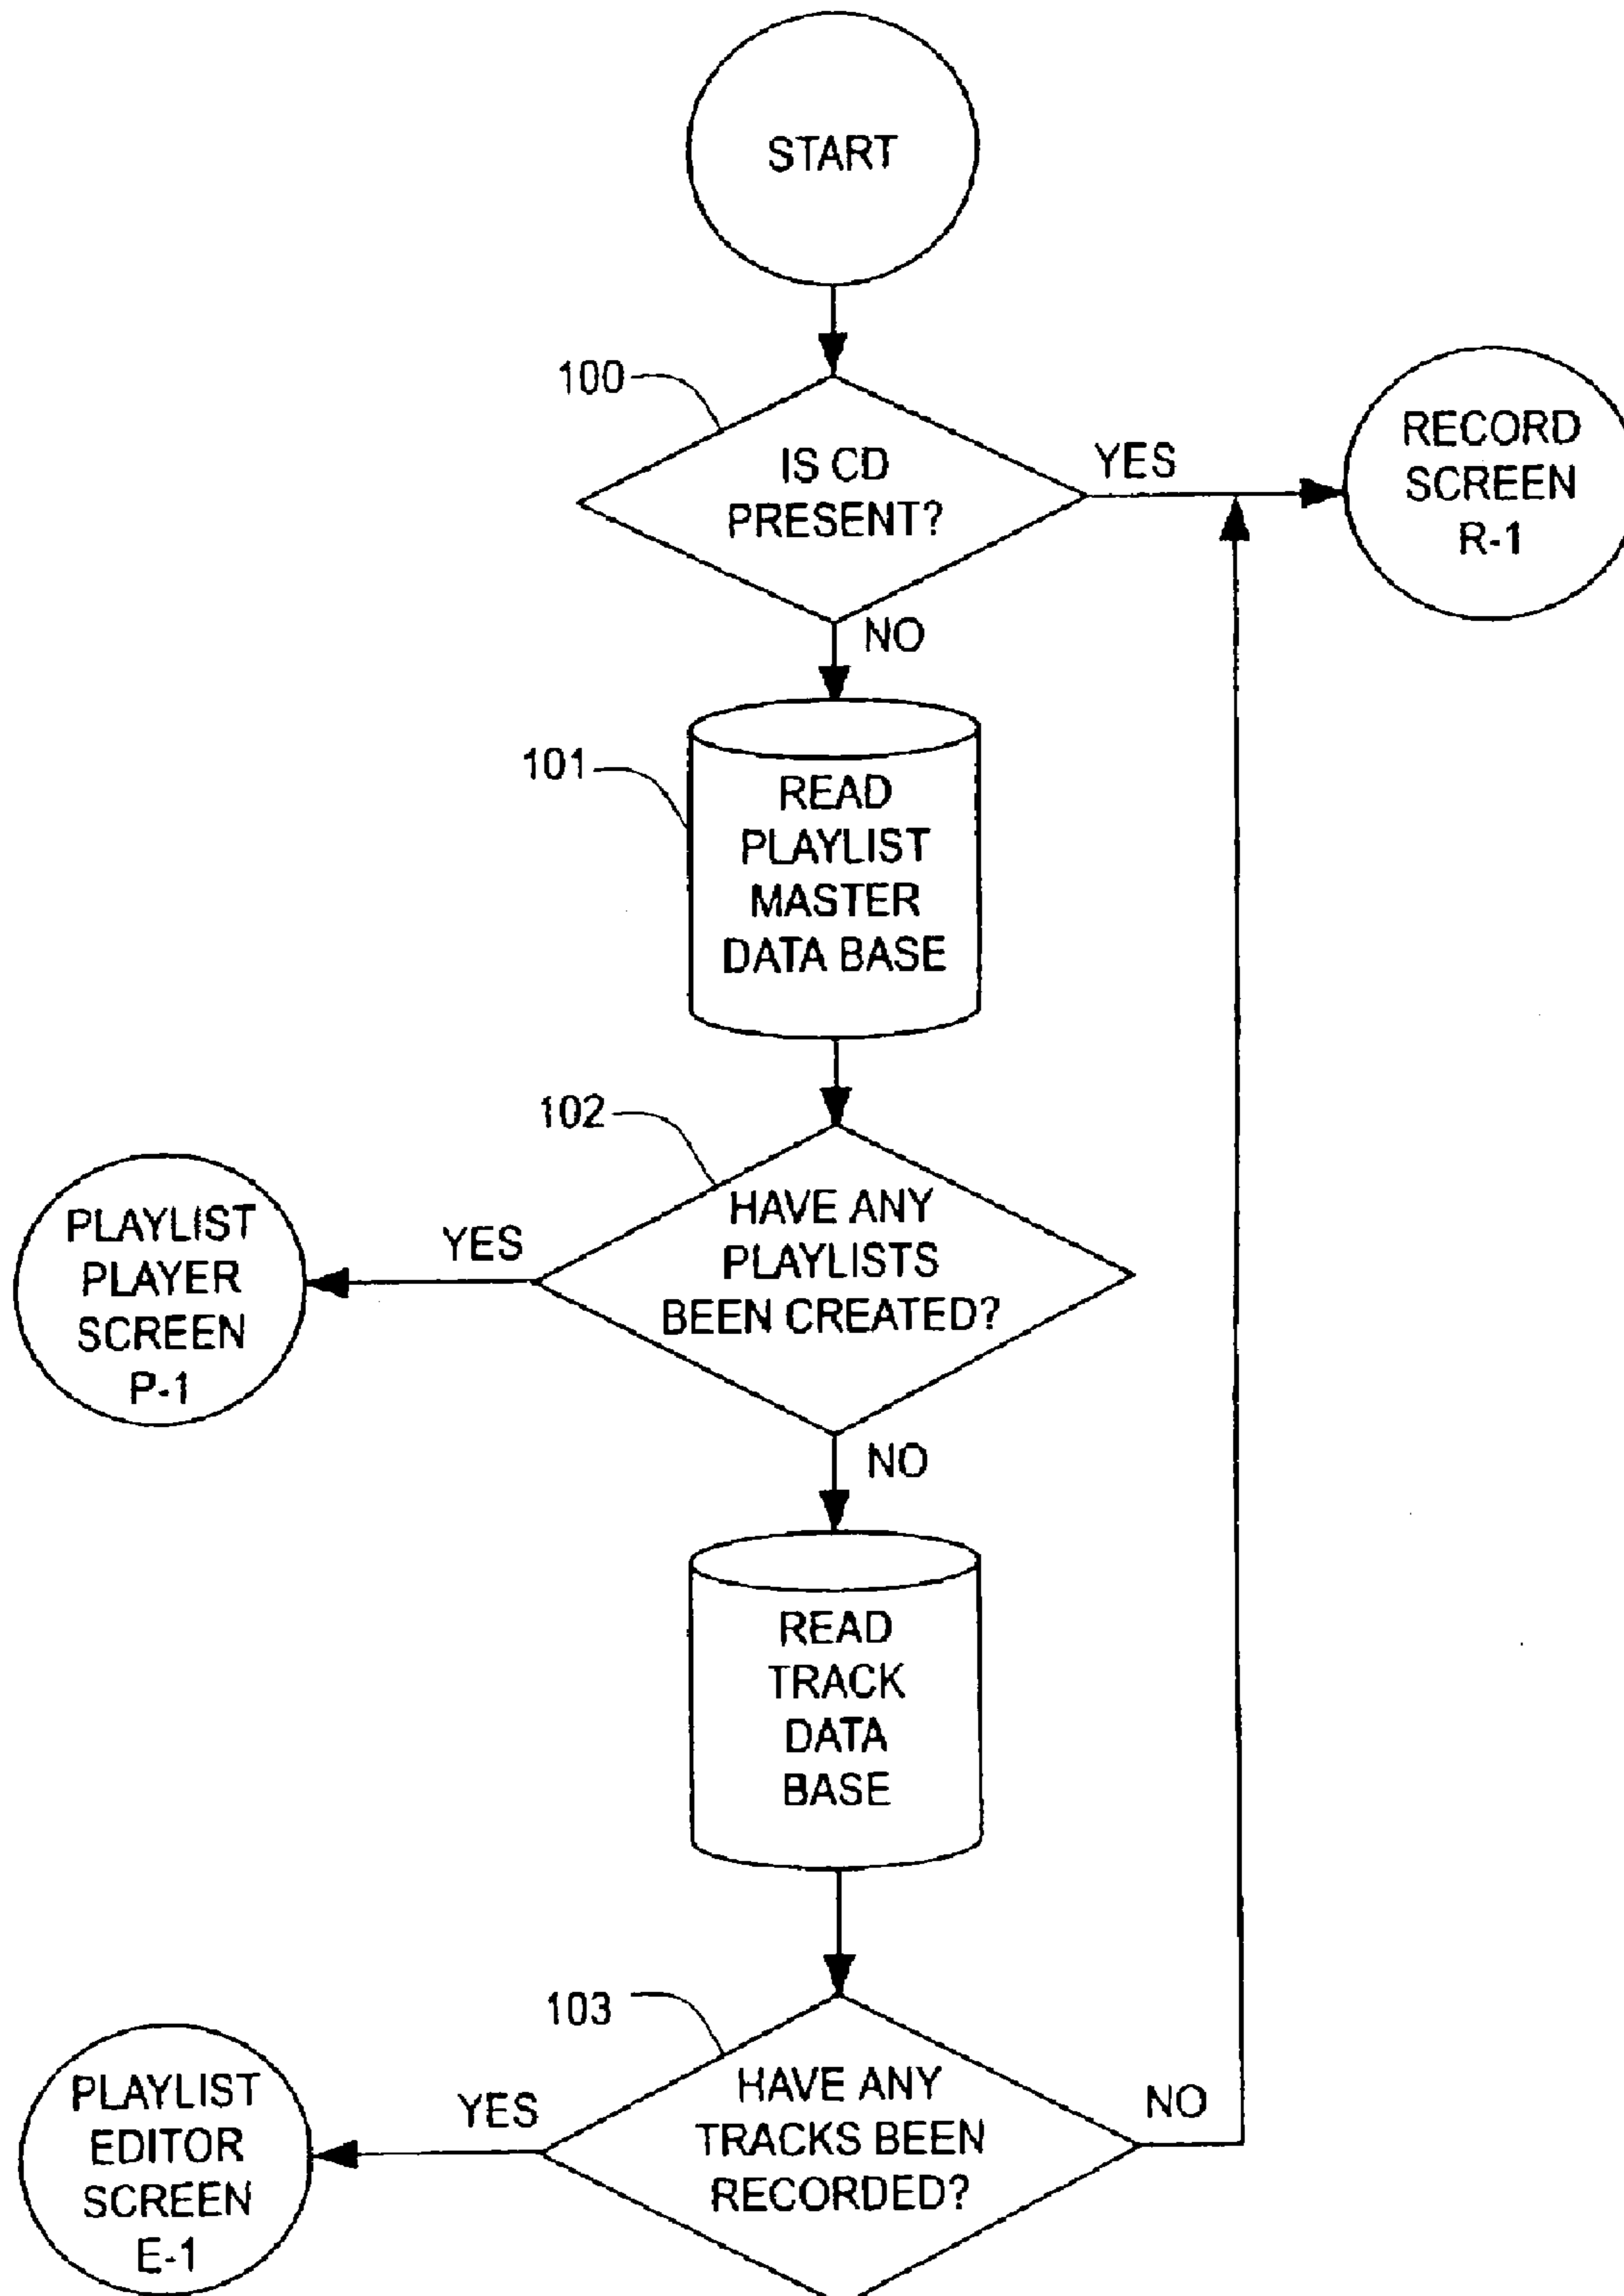 START
100
IS CD
PRESENT?
YES
RECORD
SCREEN
R-1
NO
101
READ
PLAYLIST
MASTER
DATA BASE
102
HAVE ANY
PLAYLISTS
BEEN CREATED?
YES
PLAYLIST
PLAYER
SCREEN
P-1
NO
READ
TRACK
DATA
BASE
103
HAVE ANY
TRACKS BEEN
RECORDED?
YES
NO
PLAYLIST
EDITOR
SCREEN
E-1